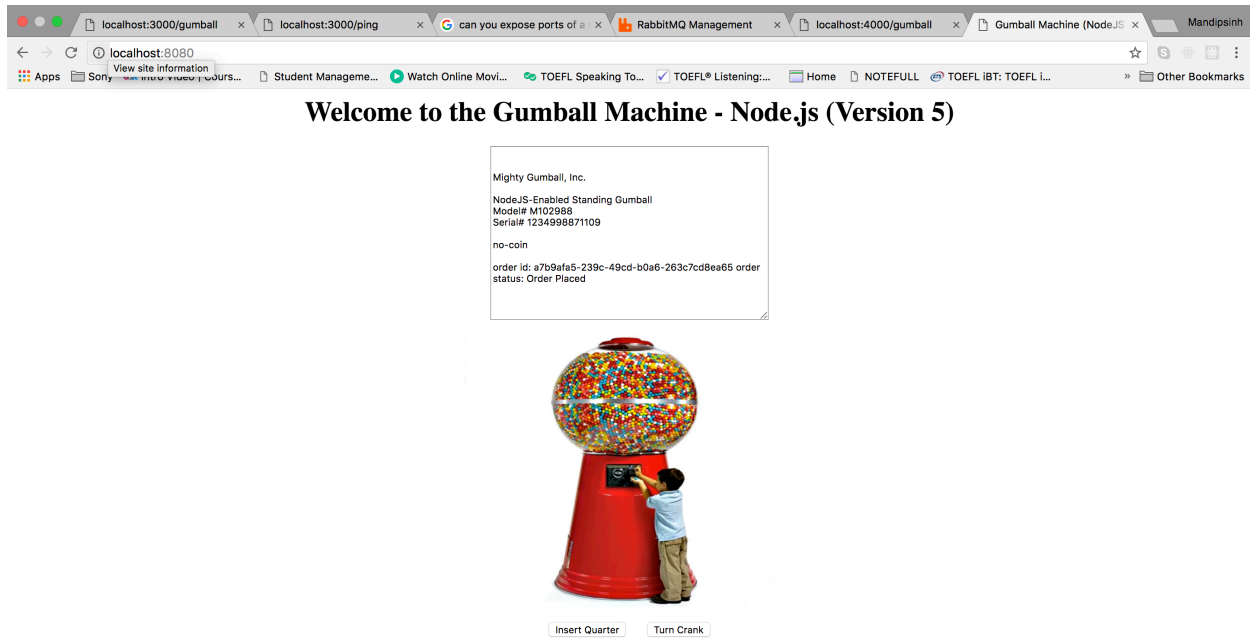 localhost:3000/gumball
localhost:3000/ping
can you expose ports of a
RabbitMQ Management
localhost:4000/gumball
Gumball Machine (NodeJS
Mandipsinh
localhost:8080
View site information
Apps
Sony
Intro Video | Cours...
Student Manageme...
Watch Online Movi...
TOEFL Speaking To...
TOEFL® Listening:...
Home
NOTEFULL
TOEFL iBT: TOEFL i...
»
Other Bookmarks
Welcome to the Gumball Machine - Node.js (Version 5)
Mighty Gumball, Inc.
NodeJS-Enabled Standing Gumball
Model# M102988
Serial# 1234998871109
no-coin
order id: a7b9afa5-239c-49cd-b0a6-263c7cd8ea65 order
status: Order Placed
Insert Quarter
Turn Crank